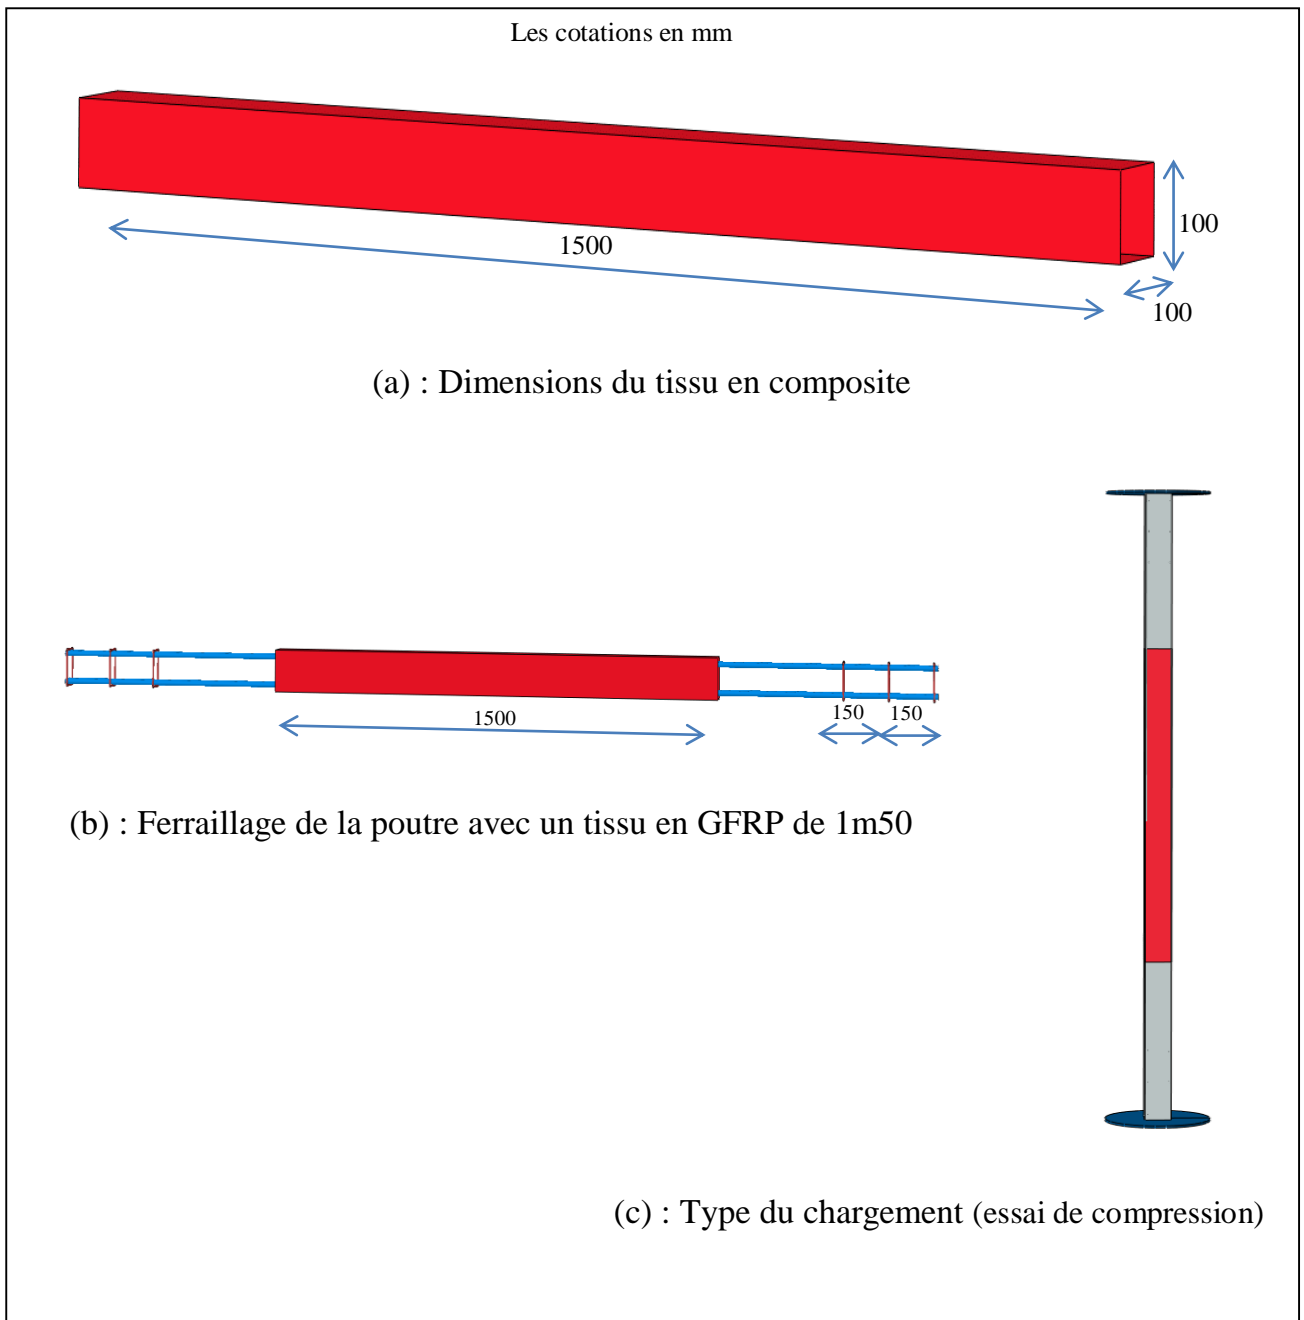 Les cotations en mm
100
1500
100
(a) : Dimensions du tissu en composite
1500
150
150
(b) : Ferraillage de la poutre avec un tissu en GFRP de 1m50
(c) : Type du chargement (essai de compression)